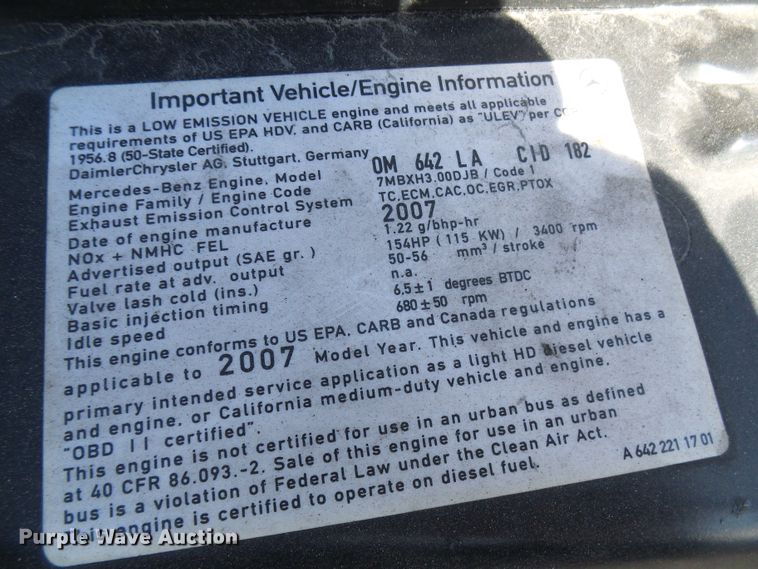 Important Vehicle/Engine Information
This is a LOW EMISSION VEHICLE engine and meets all applicable
requirements of US EPA HDV, and CARB (California) as "ULEV" per
1956.8 (50-State Certified).
DaimlerChrysler AG, Stuttgart, Germany
Mercedes-Benz Engine, Model OM 642 LA CID 182
Engine Family / Engine Code 7MBXH3.00DJB / Code 1
Exhaust Emission Control System TC,ECM,CAC,OC,EGR,PTOX
Date of engine manufacture 2007
NOx + NMHC FEL 1.22 g/bhp-hr
Advertised output (SAE gr.) 154HP (115 KW) / 3400 rpm
Fuel rate at adv. output 50-56 mm³ / stroke
Valve lash cold (ins.) n.a.
Basic injection timing 6,5±1 degrees BTDC
Idle speed 680±50 rpm
This engine conforms to US EPA, CARB and Canada regulations
applicable to 2007 Model Year. This vehicle and engine has a
primary intended service application as a light HD diesel vehicle
and engine, or California medium-duty vehicle and engine.
"OBD II certified".
This engine is not certified for use in an urban bus as defined
at 40 CFR 86.093.-2. Sale of this engine for use in an urban
bus is a violation of Federal Law under the Clean Air Act.
engine is certified to operate on diesel fuel.
A 642 221 17 01
Purple Wave Auction